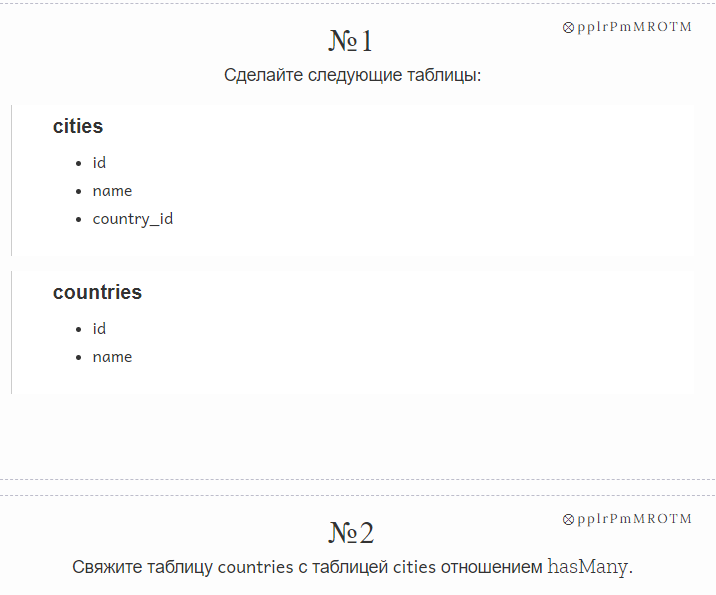 ⊗pplrPmMROTM
№1
Сделайте следующие таблицы:
cities
id
name
country_id
countries
id
name
⊗pplrPmMROTM
№2
Свяжите таблицу countries с таблицей cities отношением hasMany.